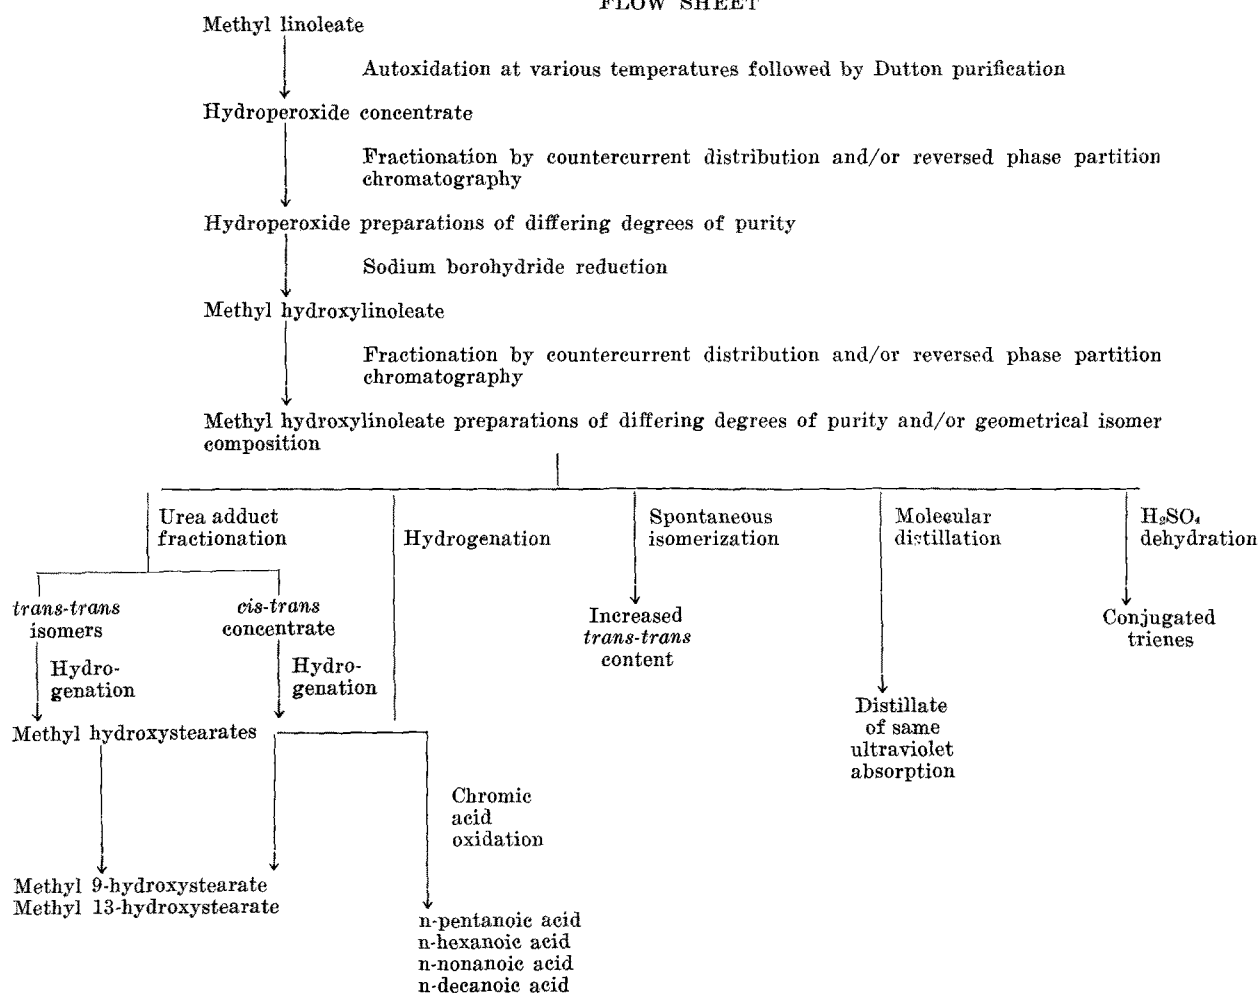 FLOW SHEET
Methyl linoleate
Autoxidation at various temperatures followed by Dutton purification
Hydroperoxide concentrate
Fractionation by countercurrent distribution and/or reversed phase partition
chromatography
Hydroperoxide preparations of differing degrees of purity
Sodium borohydride reduction
Methyl hydroxylinoleate
Fractionation by countercurrent distribution and/or reversed phase partition
chromatography
Methyl hydroxylinoleate preparations of differing degrees of purity and/or geometrical isomer
composition
Urea adduct
fractionation
Hydrogenation
Spontaneous
isomerization
Molecular
distillation
H₂SO₄
dehydration
trans-trans
isomers
cis-trans
concentrate
Increased
trans-trans
content
Conjugated
trienes
Hydro-
genation
Hydro-
genation
Distillate
of same
ultraviolet
absorption
Methyl hydroxystearates
Chromic
acid
oxidation
Methyl 9-hydroxystearate
Methyl 13-hydroxystearate
n-pentanoic acid
n-hexanoic acid
n-nonanoic acid
n-decanoic acid